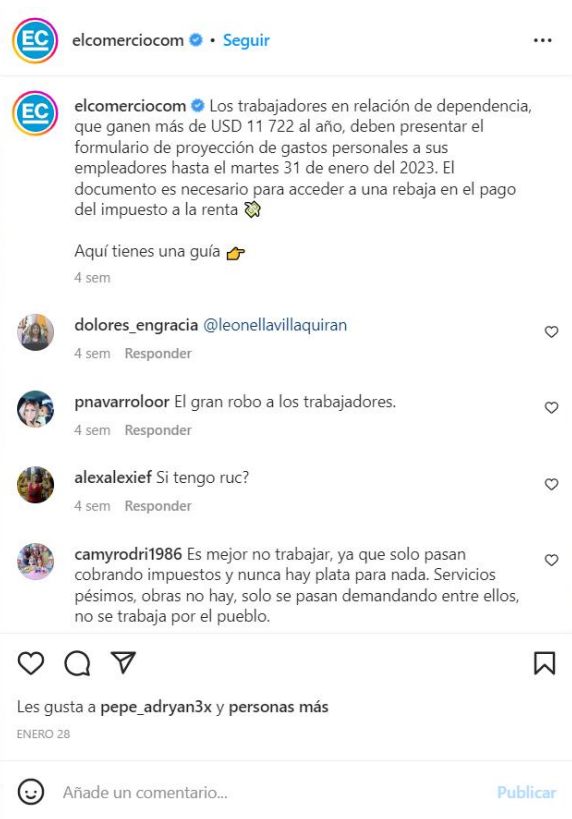 EC
elcomerciocom • Seguir
EC
elcomerciocom Los trabajadores en relación de dependencia,
que ganen más de USD 11 722 al año, deben presentar el
formulario de proyección de gastos personales a sus
empleadores hasta el martes 31 de enero del 2023. El
documento es necesario para acceder a una rebaja en el pago
del impuesto a la renta 💸
Aquí tienes una guía 👉
4 sem
dolores_engracia @leonellavillaquiran
4 sem Responder
pnavarroloor El gran robo a los trabajadores.
4 sem Responder
alexalexief Si tengo ruc?
4 sem Responder
camyrodri1986 Es mejor no trabajar, ya que solo pasan
cobrando impuestos y nunca hay plata para nada. Servicios
pésimos, obras no hay, solo se pasan demandando entre ellos,
no se trabaja por el pueblo.
Les gusta a pepe_adryan3x y personas más
ENERO 28
Añade un comentario... Publicar